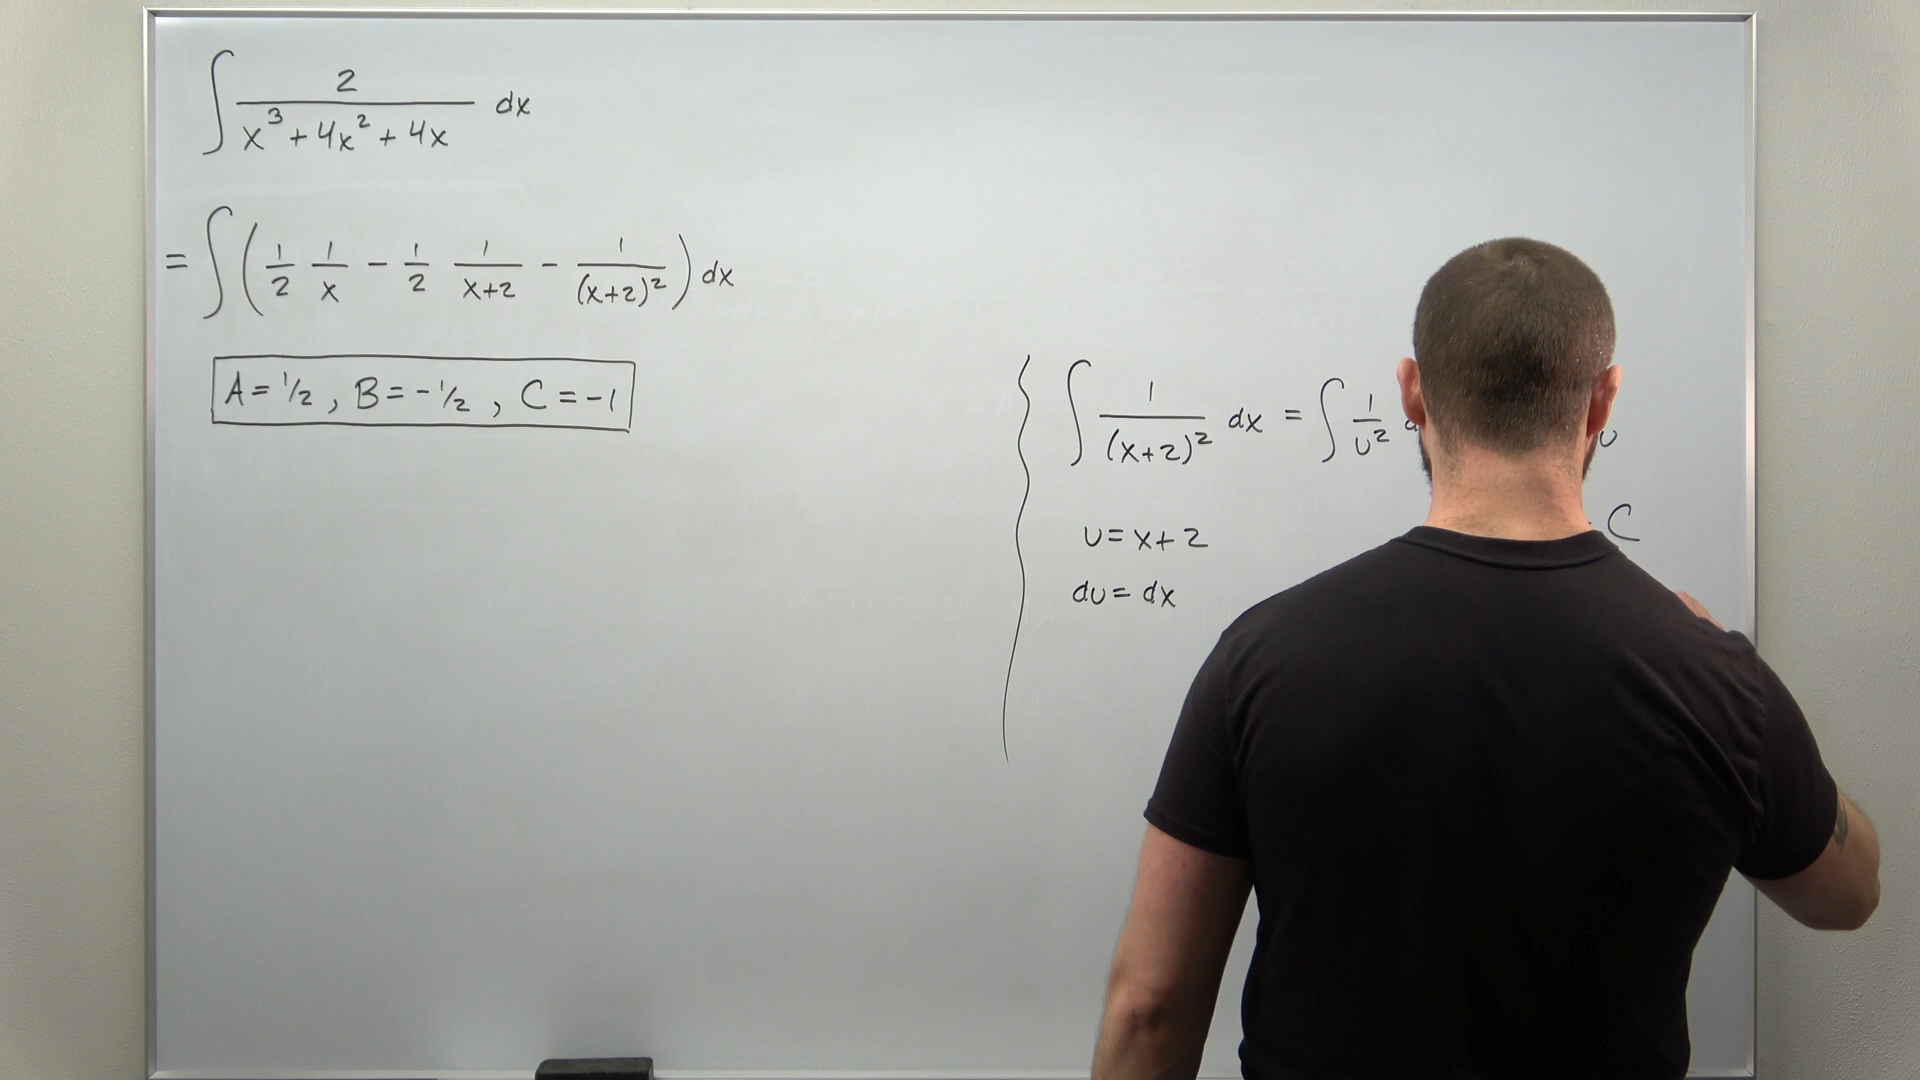 ∫ 2/(x³+4x²+4x) dx
= ∫ (1/2 1/x − 1/2 1/(x+2) − 1/(x+2)²) dx
A = 1/2 , B = −1/2 , C = −1
∫ 1/(x+2)² dx = ∫ 1/u²
u = x+2
C
du = dx